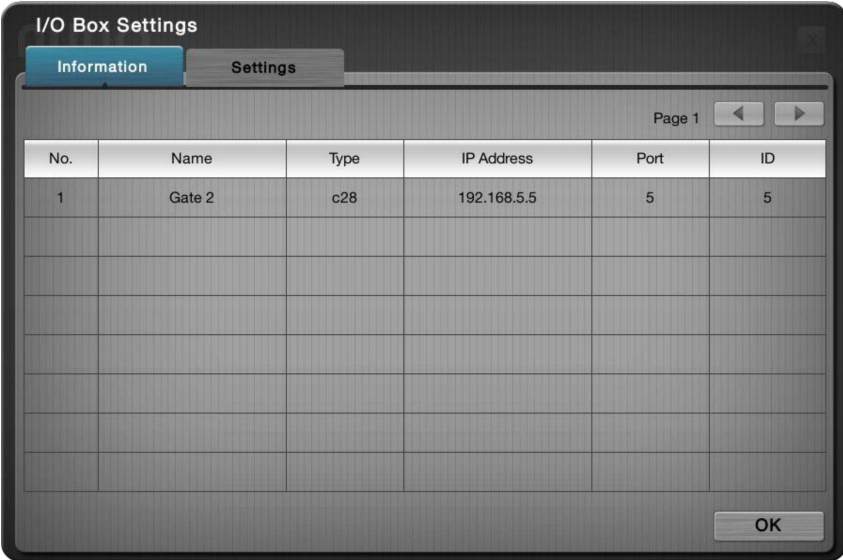 I/O Box Settings
Information Settings
Page 1
No. Name Type IP Address Port ID
1 Gate 2 c28 192.168.5.5 5 5
OK